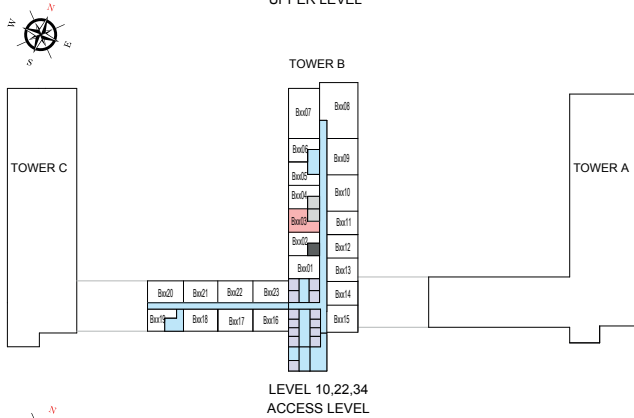 UPPER LEVEL
N
W
E
S
TOWER B
Bxx07
Bxx08
Bxx06
Bxx09
Bxx05
TOWER C
TOWER A
Bxx04
Bxx10
Bxx03
Bxx11
Bxx02
Bxx12
Bxx01
Bxx13
Bxx20
Bxx21
Bxx22
Bxx23
Bxx14
Bxx19
Bxx18
Bxx17
Bxx16
Bxx15
LEVEL 10,22,34
ACCESS LEVEL
N